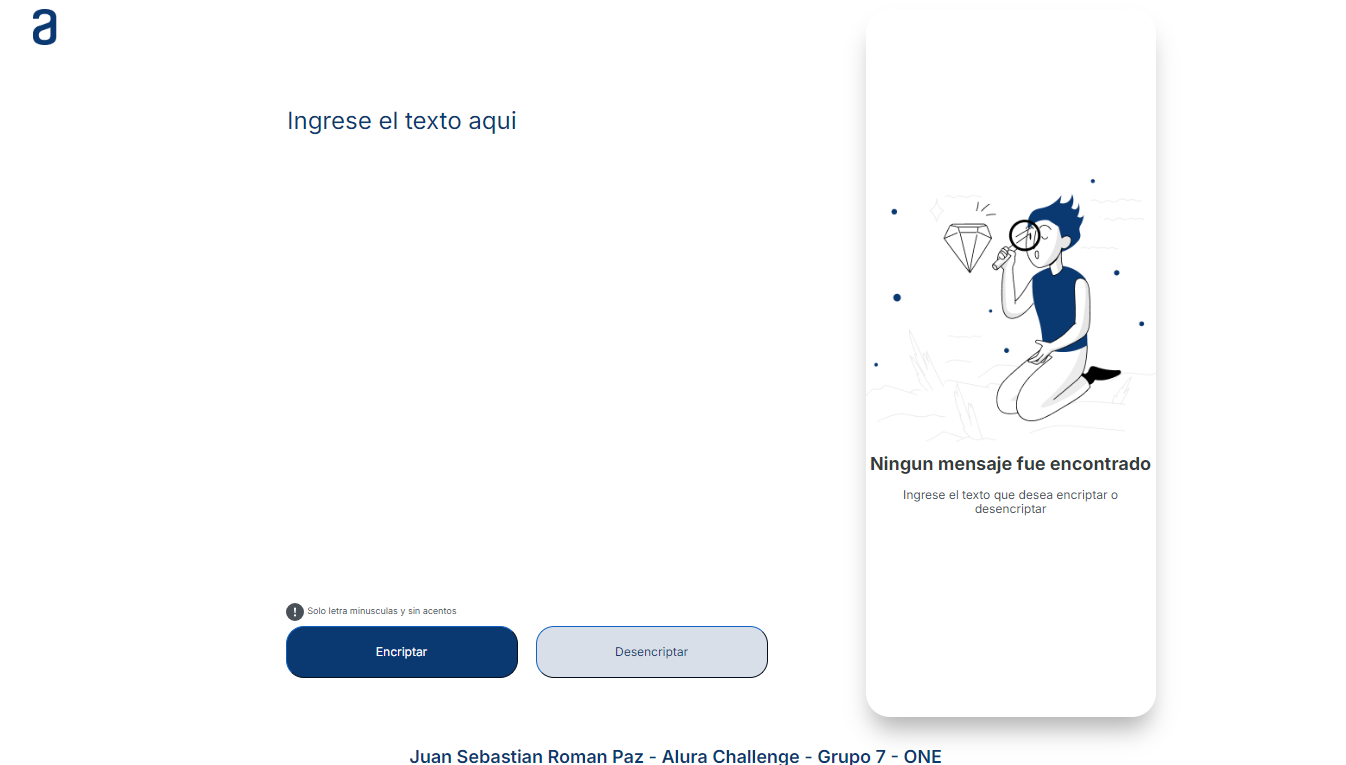 a
Ingrese el texto aqui
Ningun mensaje fue encontrado
Ingrese el texto que desea encriptar o
desencriptar
! Solo letra minusculas y sin acentos
Encriptar
Desencriptar
Juan Sebastian Roman Paz - Alura Challenge - Grupo 7 - ONE